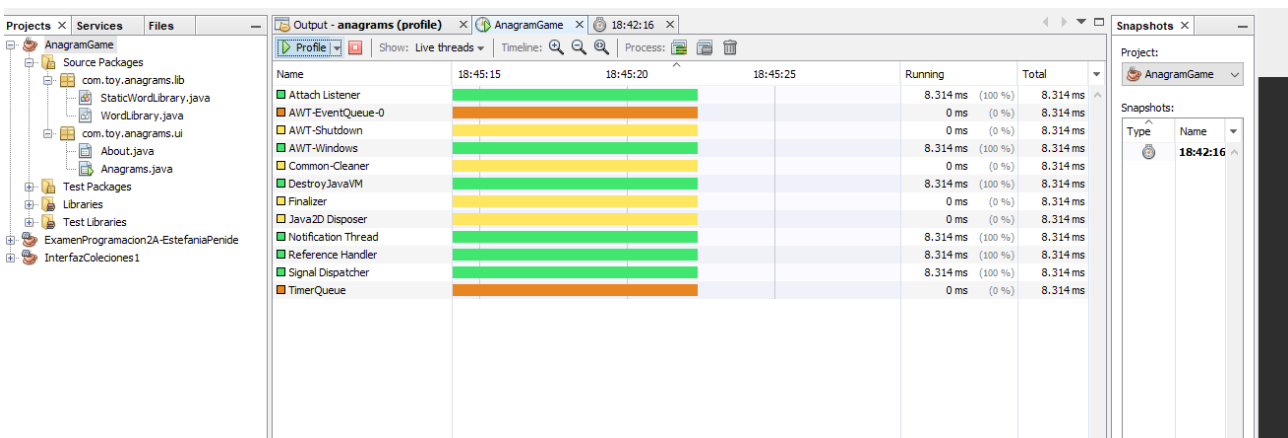 Projects Services Files
AnagramGame
Source Packages
com.toy.anagrams.lib
StaticWordLibrary.java
WordLibrary.java
com.toy.anagrams.ui
About.java
Anagrams.java
Test Packages
Libraries
Test Libraries
ExamenProgramacion2A-EstefaniaPenide
InterfazColeciones1
Output - anagrams (profile) AnagramGame 18:42:16
Profile Show: Live threads Timeline: Process:
Name 18:45:15 18:45:20 18:45:25 Running Total
Attach Listener 8.314 ms (100 %) 8.314 ms
AWT-EventQueue-0 0 ms (0 %) 8.314 ms
AWT-Shutdown 0 ms (0 %) 8.314 ms
AWT-Windows 8.314 ms (100 %) 8.314 ms
Common-Cleaner 0 ms (0 %) 8.314 ms
DestroyJavaVM 8.314 ms (100 %) 8.314 ms
Finalizer 0 ms (0 %) 8.314 ms
Java2D Disposer 0 ms (0 %) 8.314 ms
Notification Thread 8.314 ms (100 %) 8.314 ms
Reference Handler 8.314 ms (100 %) 8.314 ms
Signal Dispatcher 8.314 ms (100 %) 8.314 ms
TimerQueue 0 ms (0 %) 8.314 ms
Snapshots
Project:
AnagramGame
Snapshots:
Type Name
18:42:16